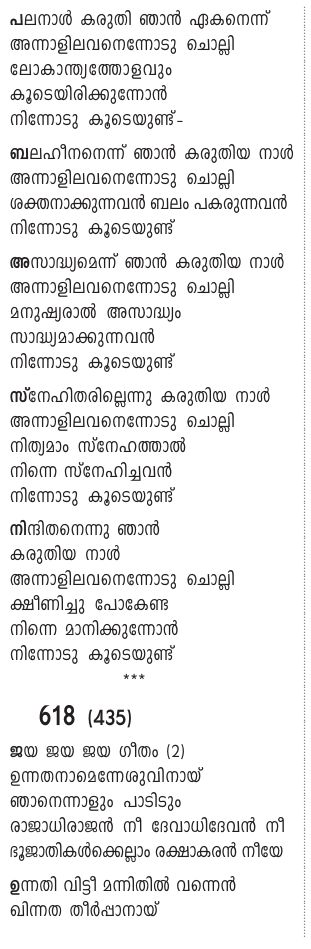 പലനാൾ കരുതി ഞാൻ ഏകനെന്ന്
അന്നാളിലവനെന്നോടു ചൊല്ലി
ലോകാന്ത്യത്തോളവും
കൂടെയിരിക്കുന്നോൻ
നിന്നോടു കൂടെയുണ്ട്-
ബലഹീനനെന്ന് ഞാൻ കരുതിയ നാൾ
അന്നാളിലവനെന്നോടു ചൊല്ലി
ശക്തനാക്കുന്നവൻ ബലം പകരുന്നവൻ
നിന്നോടു കൂടെയുണ്ട്
അസാദ്ധ്യമെന്ന് ഞാൻ കരുതിയ നാൾ
അന്നാളിലവനെന്നോടു ചൊല്ലി
മനുഷ്യരാൽ അസാദ്ധ്യം
സാദ്ധ്യമാക്കുന്നവൻ
നിന്നോടു കൂടെയുണ്ട്
സ്നേഹിതരില്ലെന്നു കരുതിയ നാൾ
അന്നാളിലവനെന്നോടു ചൊല്ലി
നിത്യമാം സ്നേഹത്താൽ
നിന്നെ സ്നേഹിച്ചവൻ
നിന്നോടു കൂടെയുണ്ട്
നിന്ദിതനെന്നു ഞാൻ
കരുതിയ നാൾ
അന്നാളിലവനെന്നോടു ചൊല്ലി
ക്ഷീണിച്ചു പോകേണ്ട
നിന്നെ മാനിക്കുന്നോൻ
നിന്നോടു കൂടെയുണ്ട്
***
618 (435)
ജയ ജയ ജയ ഗീതം (2)
ഉന്നതനാമെന്നേശുവിനായ്
ഞാനെന്നാളും പാടിടും
രാജാധിരാജൻ നീ ദേവാധിദേവൻ നീ
ഭൂജാതികൾക്കെല്ലാം രക്ഷാകരൻ നീയേ
ഉന്നതി വിട്ടീ മന്നിതിൽ വന്നെൻ
ഖിന്നത തീർപ്പാനായ്